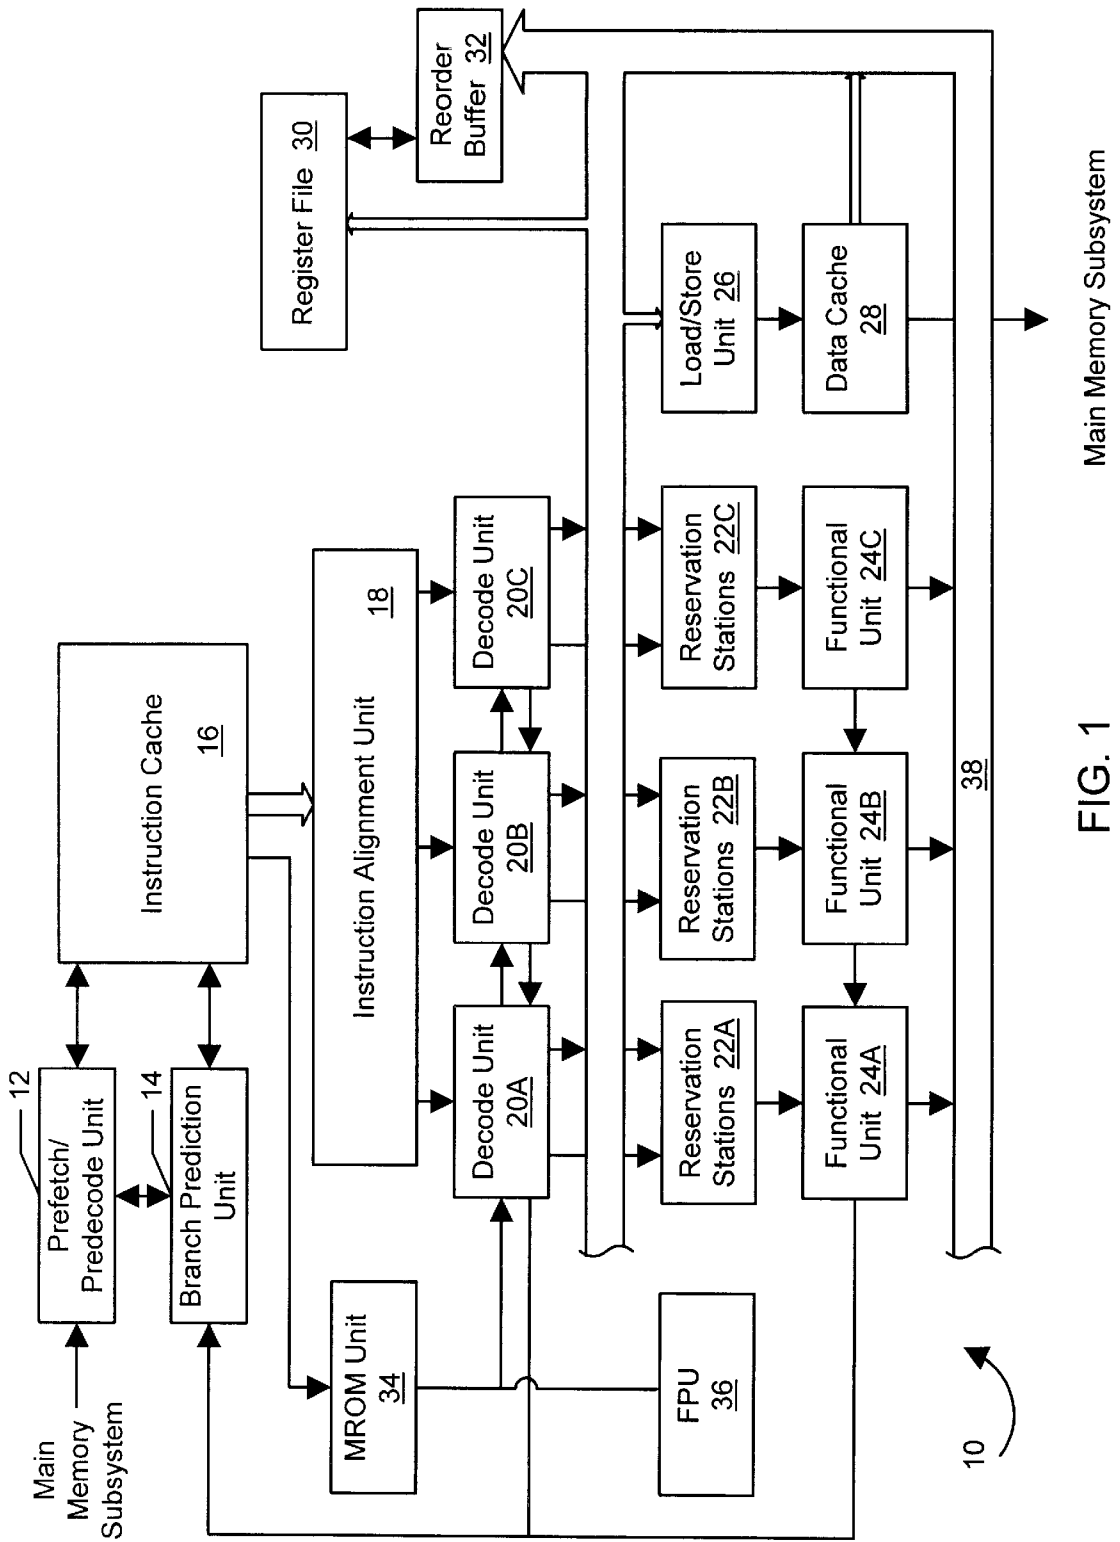 Main
Memory
Subsystem
12
Prefetch/
Predecode Unit
14
Branch Prediction
Unit
Instruction Cache
16
Register File 30
Reorder
Buffer 32
MROM Unit
34
Instruction Alignment Unit
18
Decode Unit
20A
Decode Unit
20B
Decode Unit
20C
FPU
36
Reservation
Stations 22A
Reservation
Stations 22B
Reservation
Stations 22C
Load/Store
Unit 26
Functional
Unit 24A
Functional
Unit 24B
Functional
Unit 24C
Data Cache
28
38
10
Main Memory Subsystem
FIG. 1